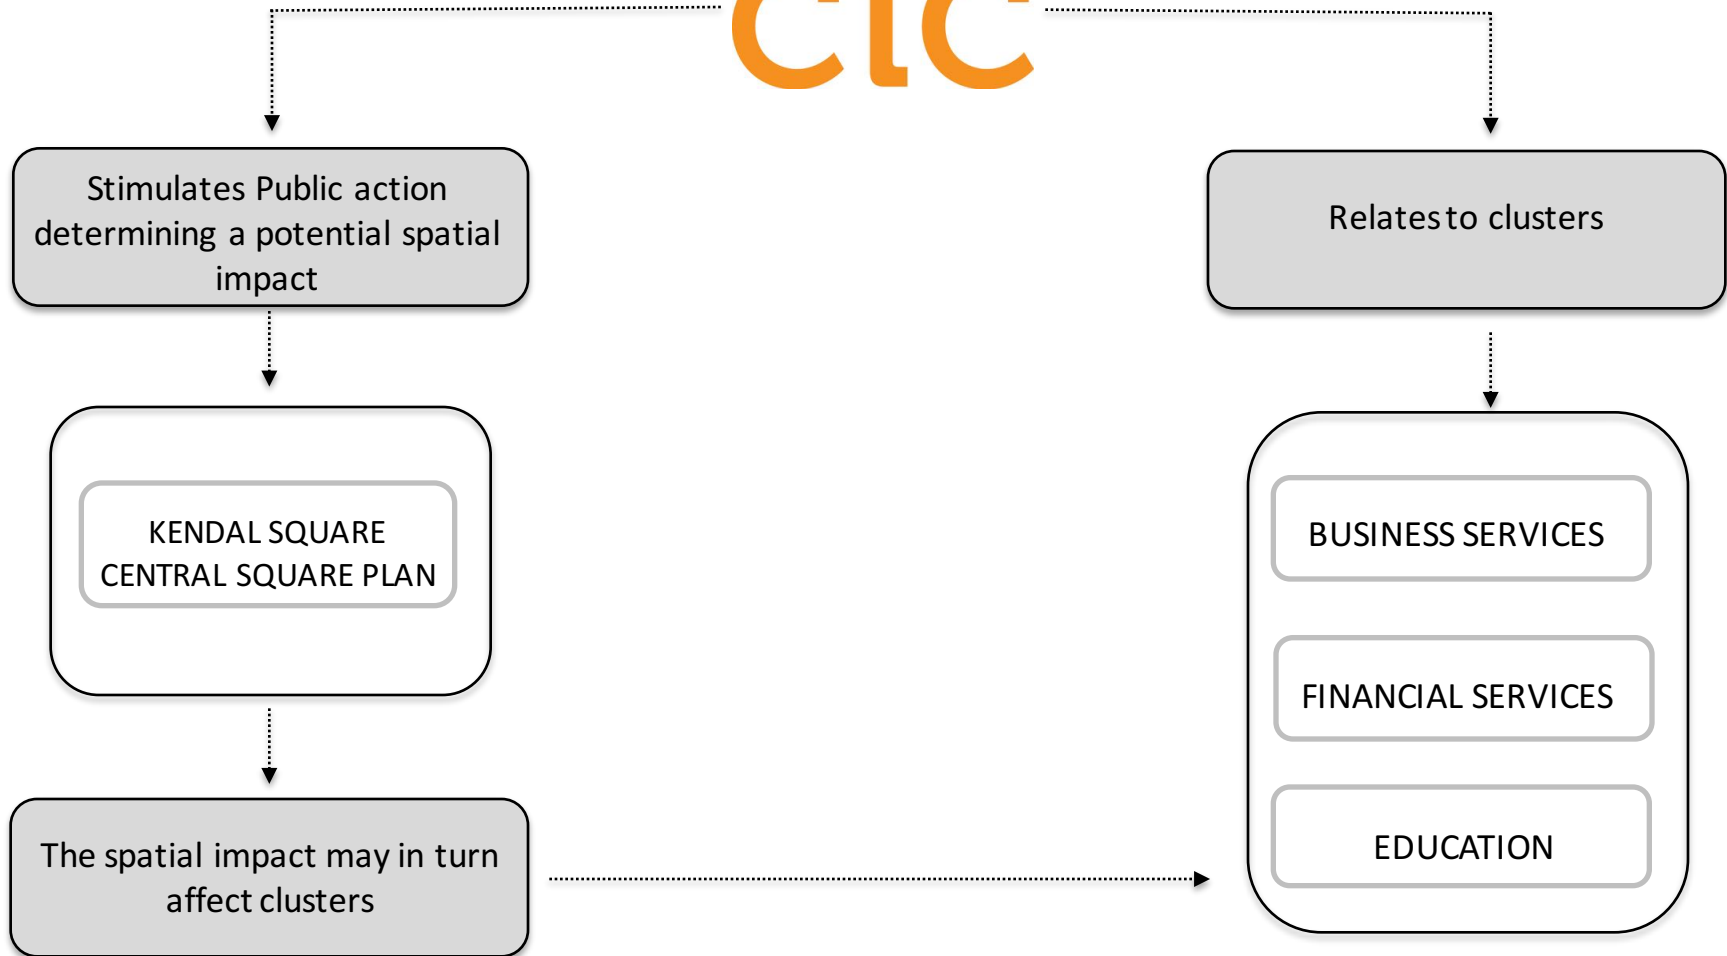 cic
Stimulates Public action
determining a potential spatial
impact
Relates to clusters
KENDAL SQUARE
CENTRAL SQUARE PLAN
BUSINESS SERVICES
FINANCIAL SERVICES
EDUCATION
The spatial impact may in turn
affect clusters